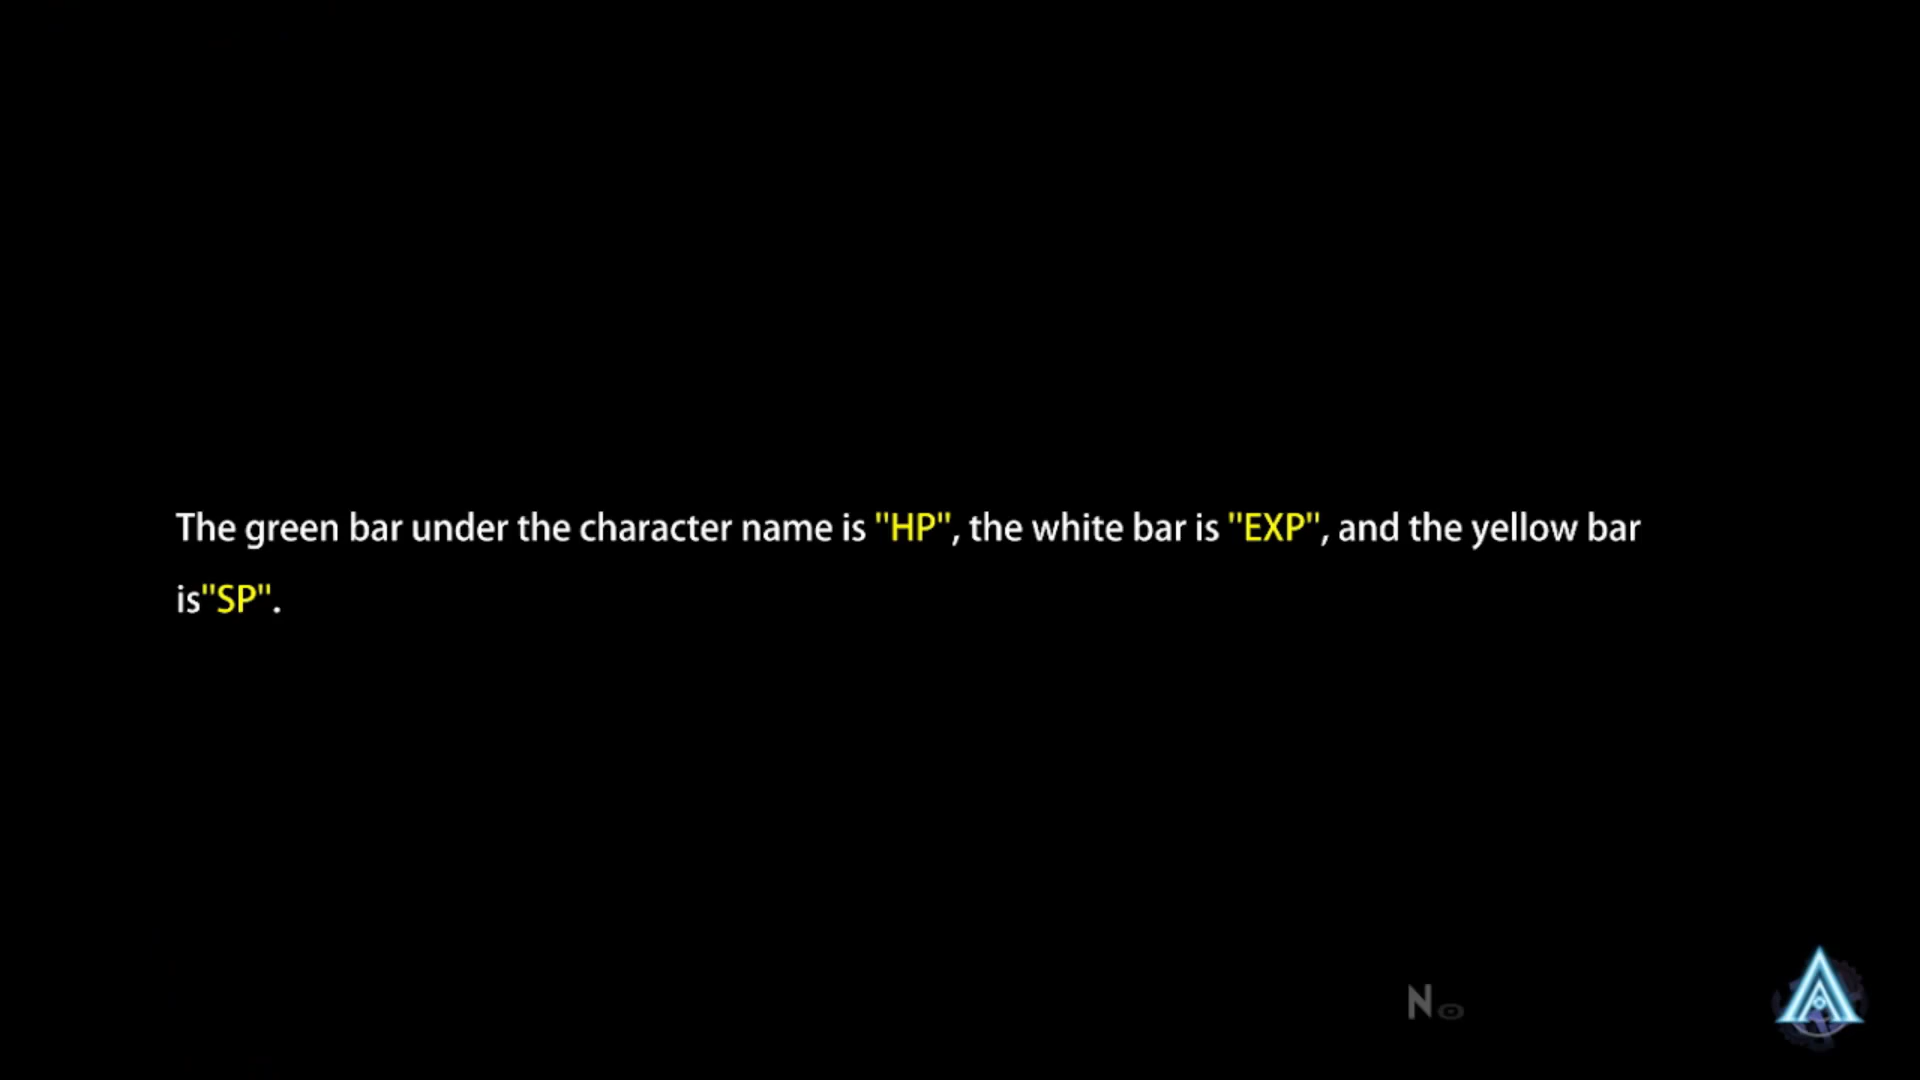 The green bar under the character name is "HP", the white bar is "EXP", and the yellow bar
is"SP".
No